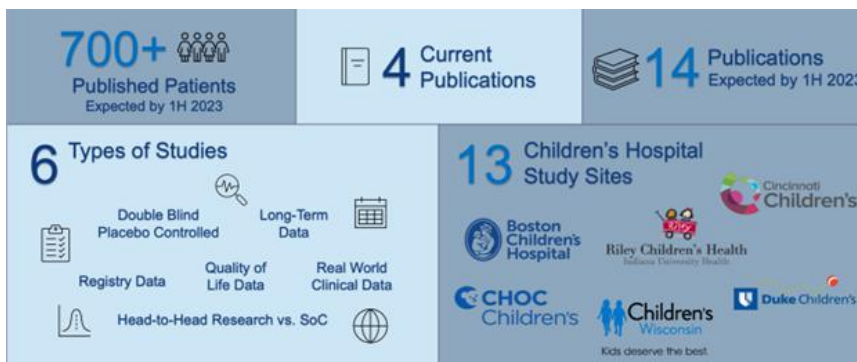 700+
Published Patients
Expected by 1H 2023
4 Current
Publications
14 Publications
Expected by 1H 2023
6 Types of Studies
Double Blind
Placebo Controlled
Long-Term
Data
Registry Data
Quality of
Life Data
Real World
Clinical Data
Head-to-Head Research vs. SoC
13 Children's Hospital
Study Sites
Cincinnati
Children's
Boston
Children's
Hospital
Riley Children's Health
Indiana University Health
CHOC
Children's
Children's
Wisconsin
Kids deserve the best.
Duke Children's